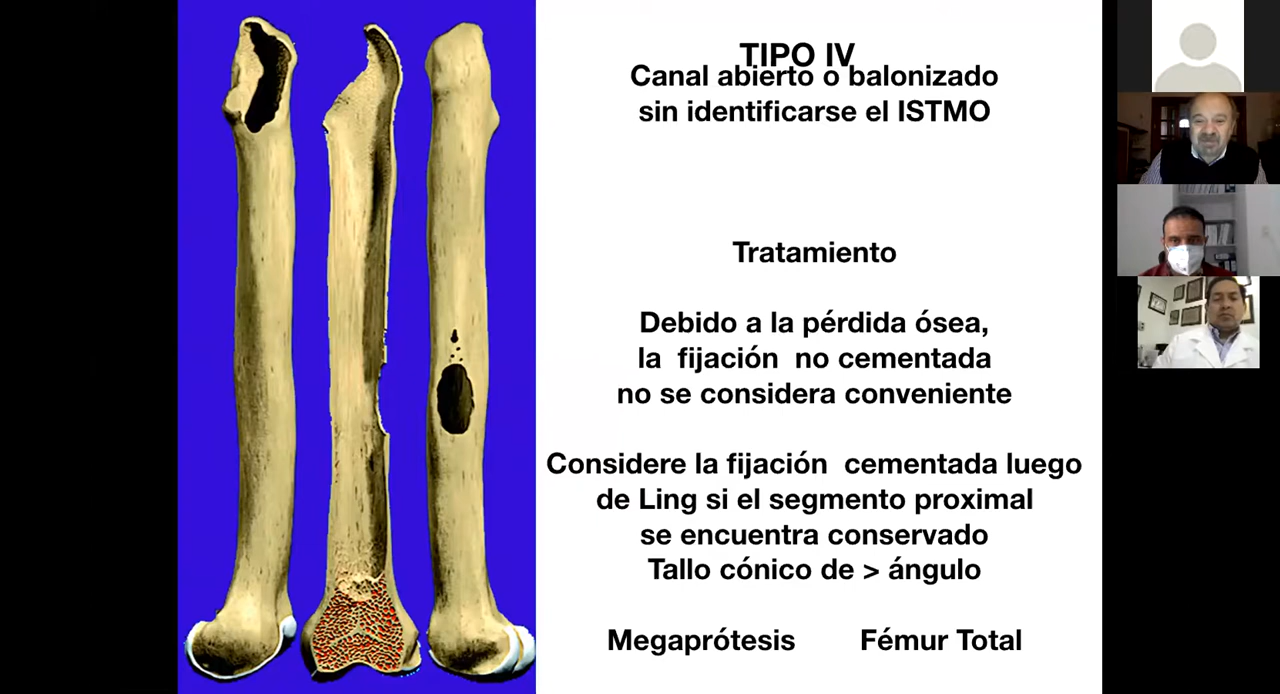 TIPO IV
Canal abierto o balonizado
sin identificarse el ISTMO
Tratamiento
Debido a la pérdida ósea,
la fijación no cementada
no se considera conveniente
Considere la fijación cementada luego
de Ling si el segmento proximal
se encuentra conservado
Tallo cónico de > ángulo
Megaprótesis Fémur Total